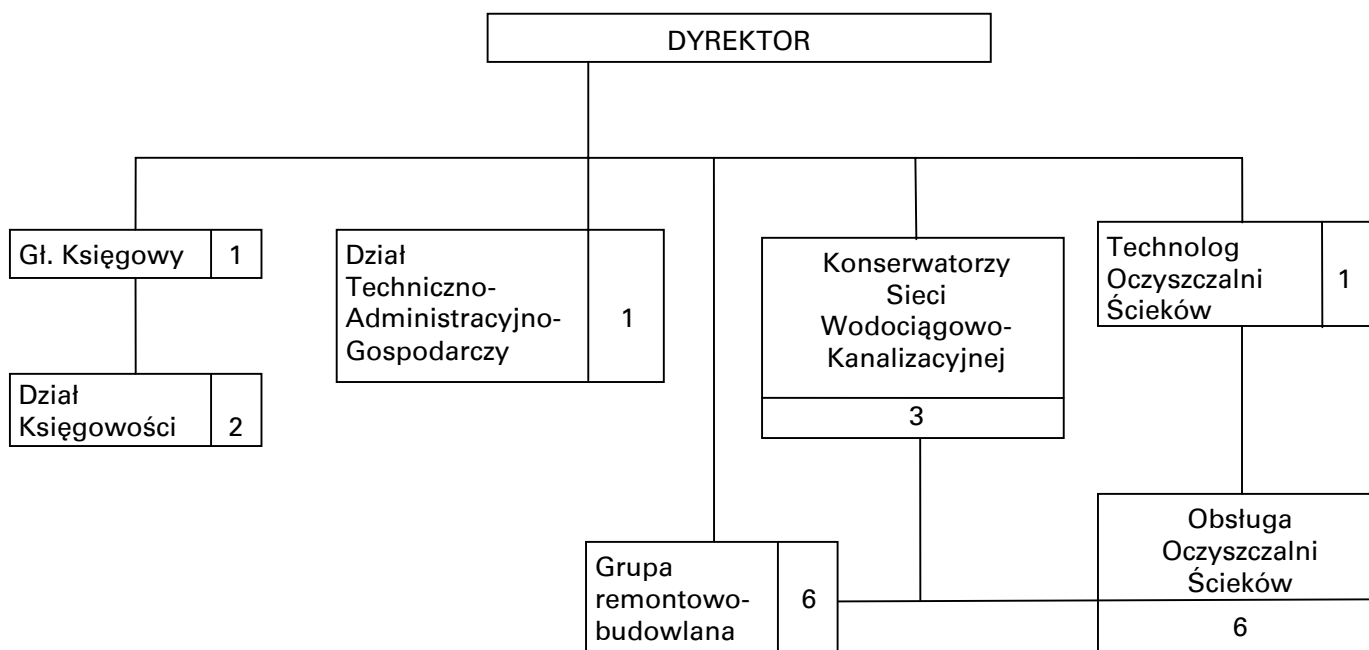 DYREKTOR
Gł. Księgowy 1
Dział
Księgowości 2
Dział
Techniczno-
Administracyjno-
Gospodarczy
1
Konserwatorzy
Sieci
Wodociągowo-
Kanalizacyjnej
3
Technolog
Oczyszczalni
Ścieków
1
Grupa
remontowo-
budowlana
6
Obsługa
Oczyszczalni
Ścieków
6